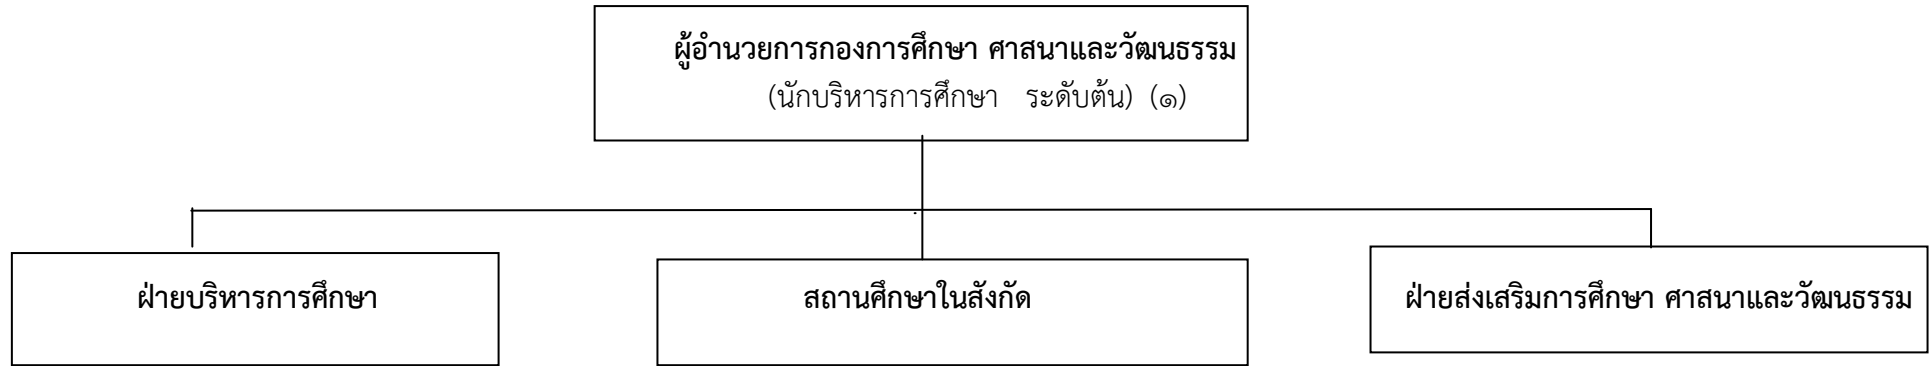 ผู้อำนวยการกองการศึกษา ศาสนาและวัฒนธรรม
(นักบริหารการศึกษา ระดับต้น) (๑)
ฝ่ายบริหารการศึกษา
สถานศึกษาในสังกัด
ฝ่ายส่งเสริมการศึกษา ศาสนาและวัฒนธรรม